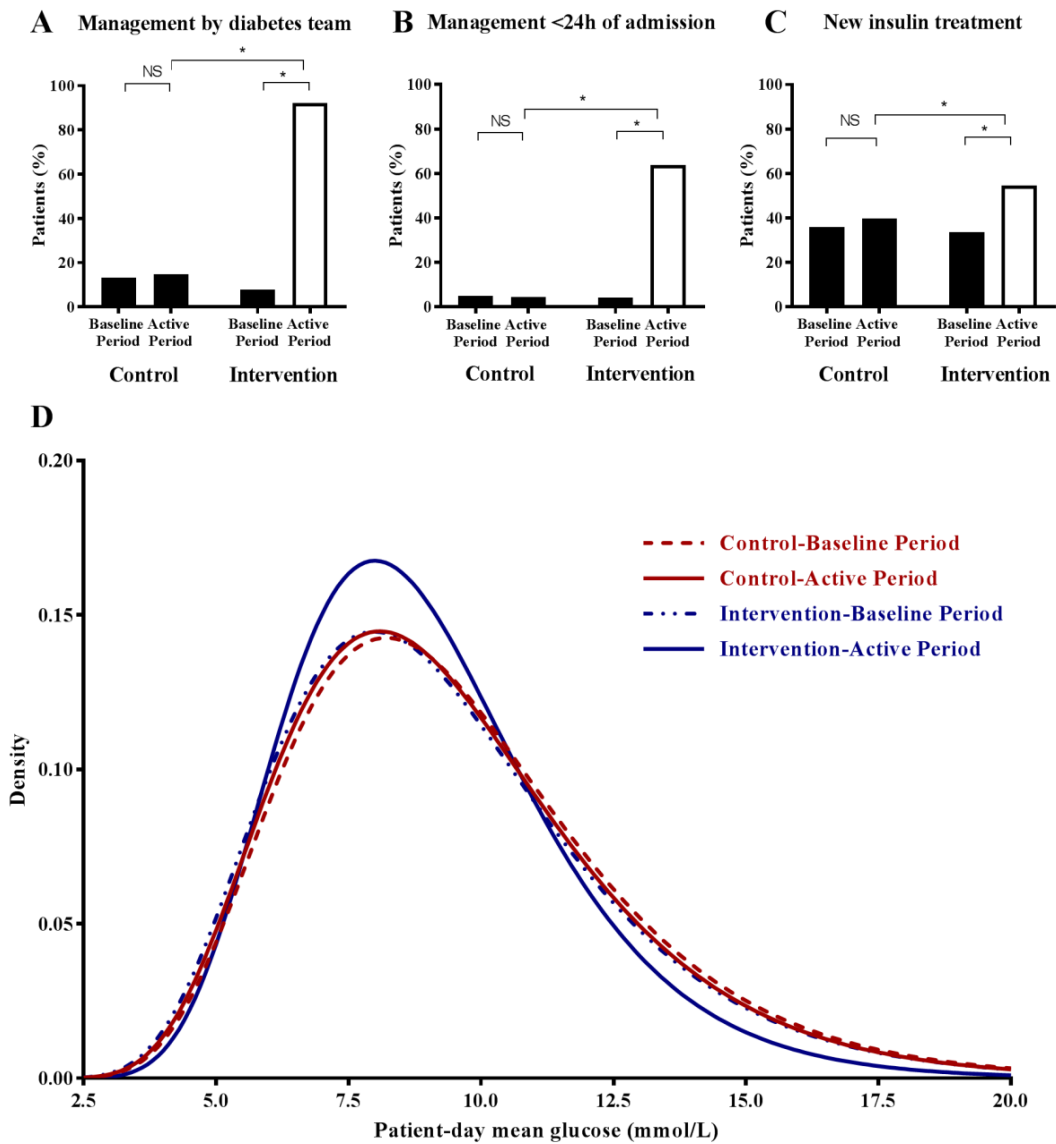 A Management by diabetes team
NS
*
*
100
80
60
40
20
0
Patients (%)
Baseline Period
Active Period
Baseline Period
Active Period
Control
Intervention
B Management <24h of admission
NS
*
*
100
80
60
40
20
0
Patients (%)
Baseline Period
Active Period
Baseline Period
Active Period
Control
Intervention
C New insulin treatment
NS
*
*
100
80
60
40
20
0
Patients (%)
Baseline Period
Active Period
Baseline Period
Active Period
Control
Intervention
D
0.20
0.15
0.10
0.05
0.00
Density
Control-Baseline Period
Control-Active Period
Intervention-Baseline Period
Intervention-Active Period
2.5 5.0 7.5 10.0 12.5 15.0 17.5 20.0
Patient-day mean glucose (mmol/L)